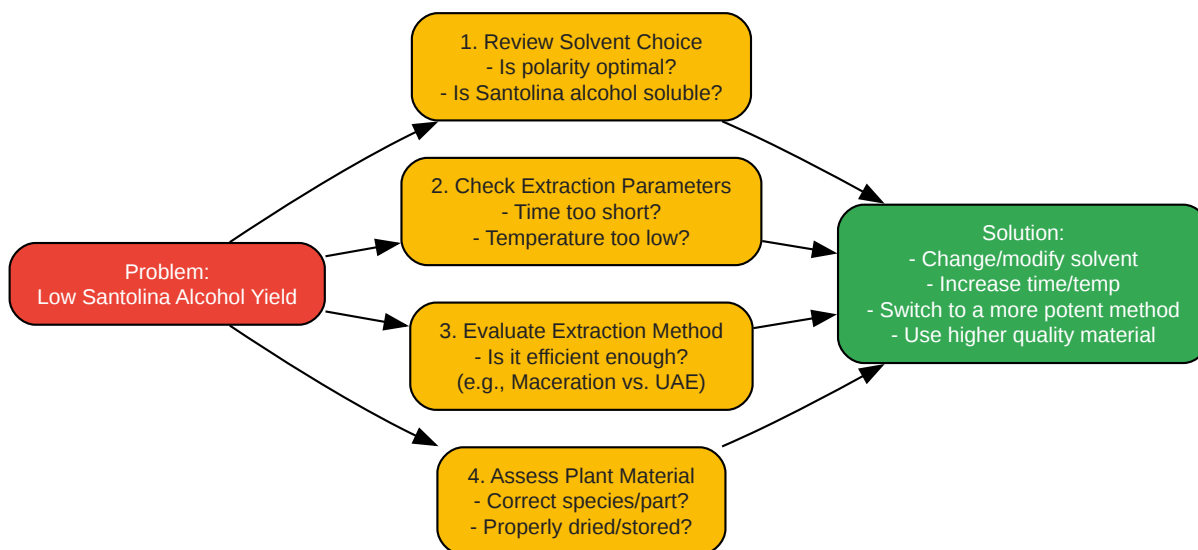 Problem:
Low Santolina Alcohol Yield
1. Review Solvent Choice
- Is polarity optimal?
- Is Santolina alcohol soluble?
2. Check Extraction Parameters
- Time too short?
- Temperature too low?
3. Evaluate Extraction Method
- Is it efficient enough?
(e.g., Maceration vs. UAE)
4. Assess Plant Material
- Correct species/part?
- Properly dried/stored?
Solution:
- Change/modify solvent
- Increase time/temp
- Switch to a more potent method
- Use higher quality material